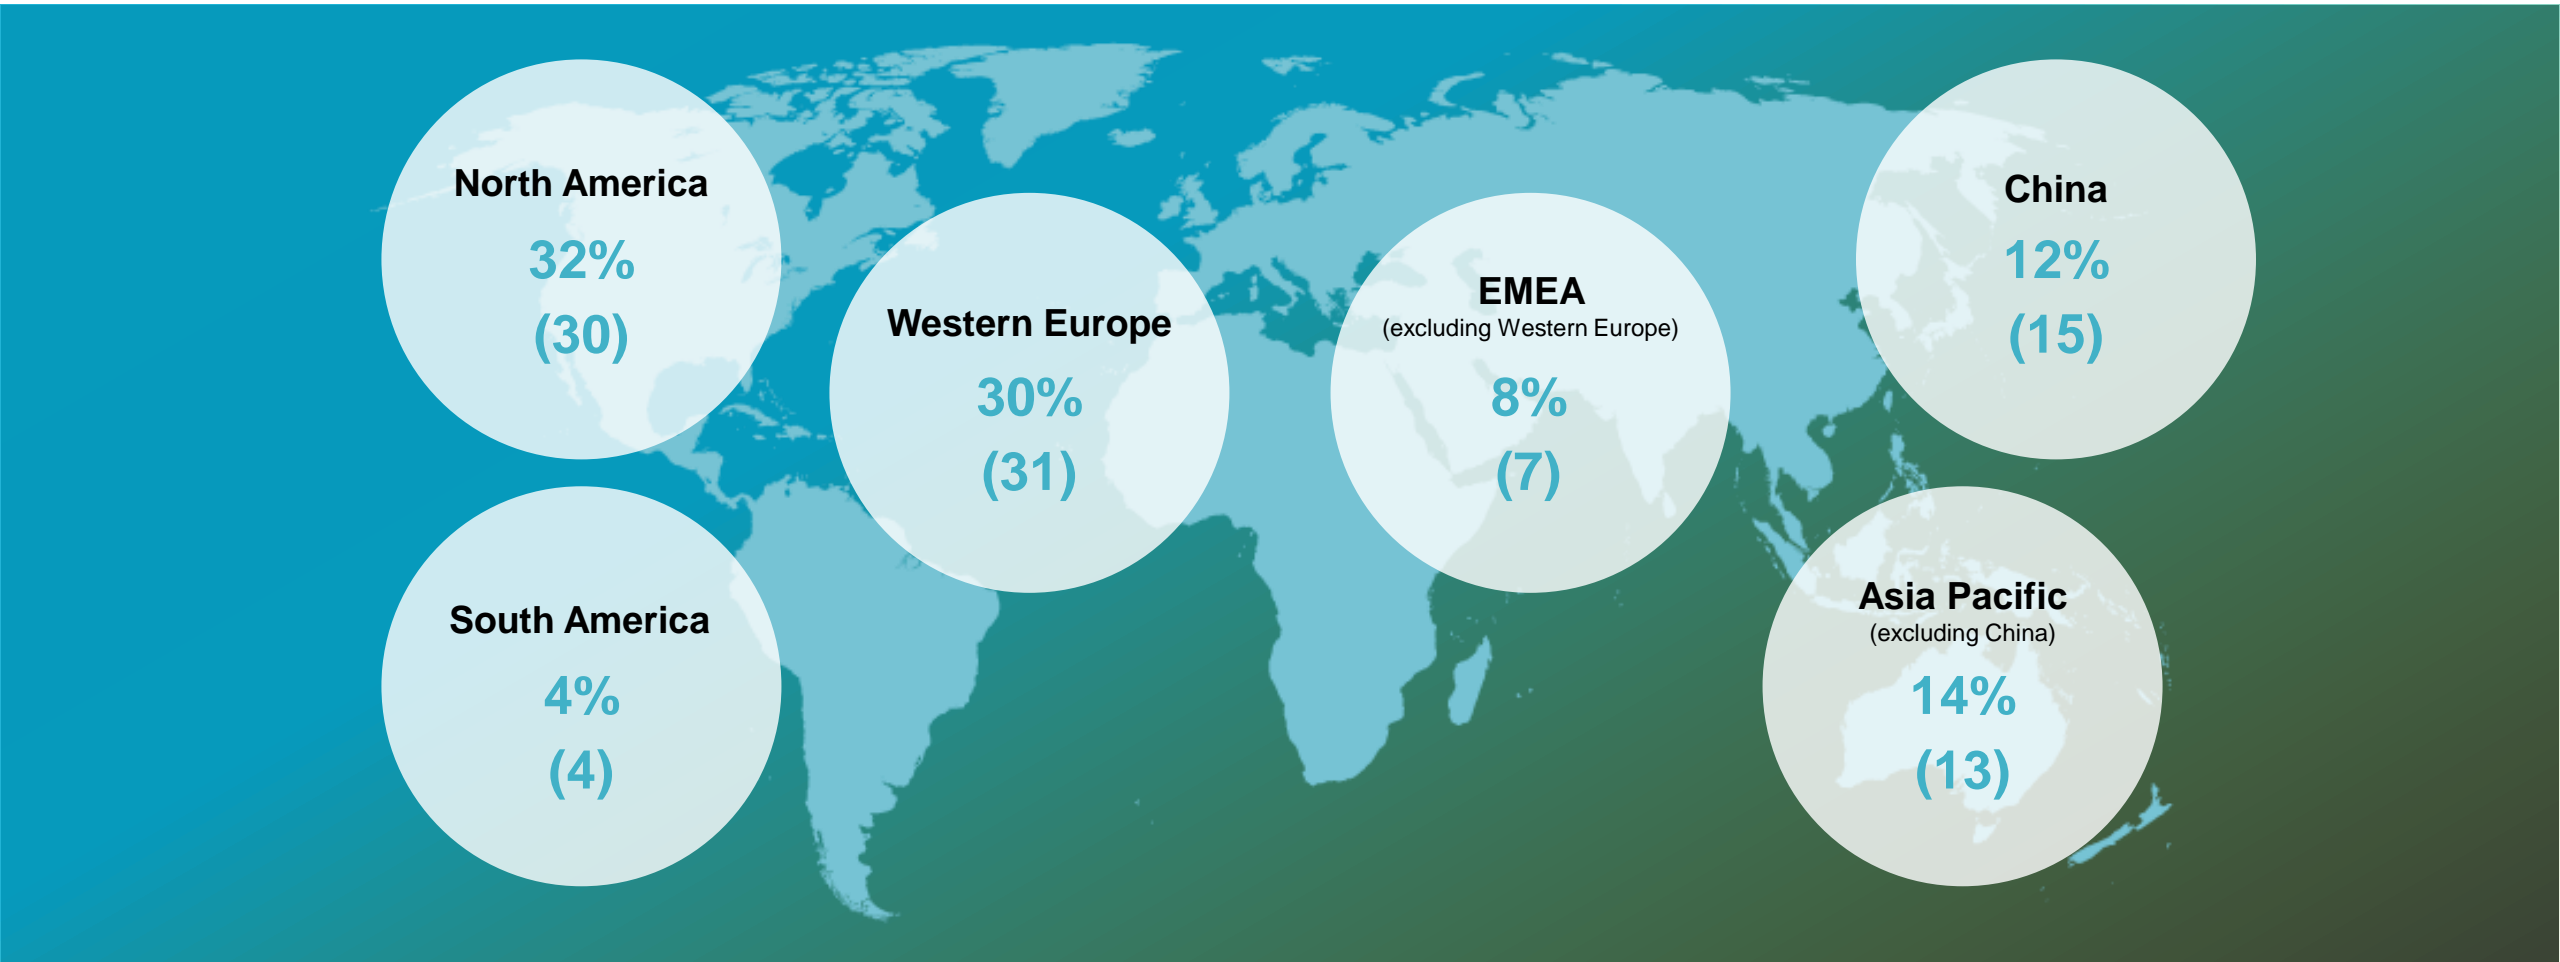 North America
32%
(30)
South America
4%
(4)
Western Europe
30%
(31)
EMEA
(excluding Western Europe)
8%
(7)
China
12%
(15)
Asia Pacific
(excluding China)
14%
(13)